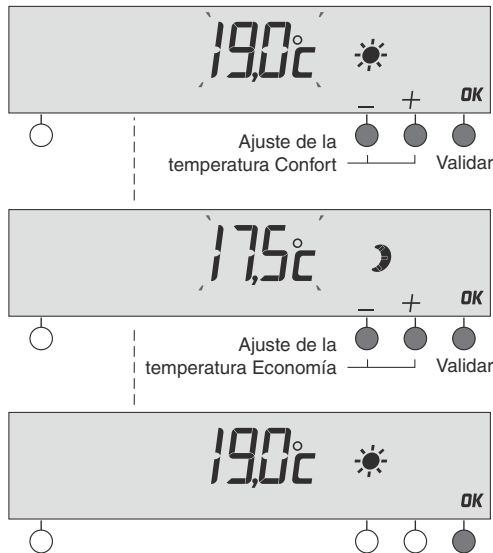 19,0°c
— +
OK
Ajuste de la
temperatura Confort
Validar
17,5°c
— +
OK
Ajuste de la
temperatura Economía
Validar
19,0°c
OK